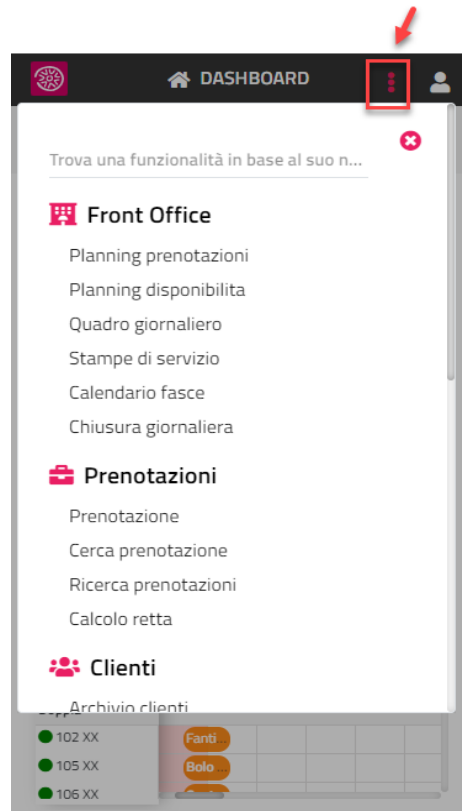 DASHBOARD
Trova una funzionalità in base al suo n...
Front Office
Planning prenotazioni
Planning disponibilita
Quadro giornaliero
Stampe di servizio
Calendario fasce
Chiusura giornaliera
Prenotazioni
Prenotazione
Cerca prenotazione
Ricerca prenotazioni
Calcolo retta
Clienti
Archivio clienti
102 XX
Fanti...
105 XX
Bolo...
106 XX